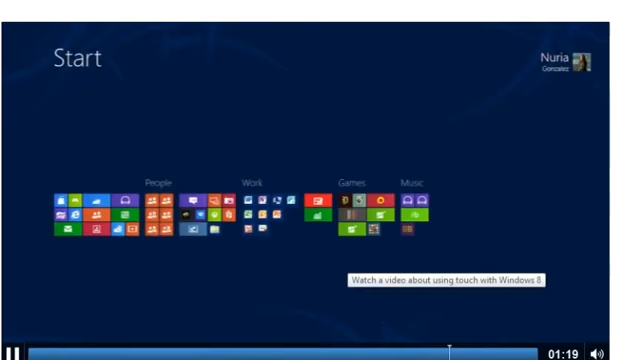 Start
Nuria
Gonzalez
People
Work
Games
Music
Watch a video about using touch with Windows 8
01:19